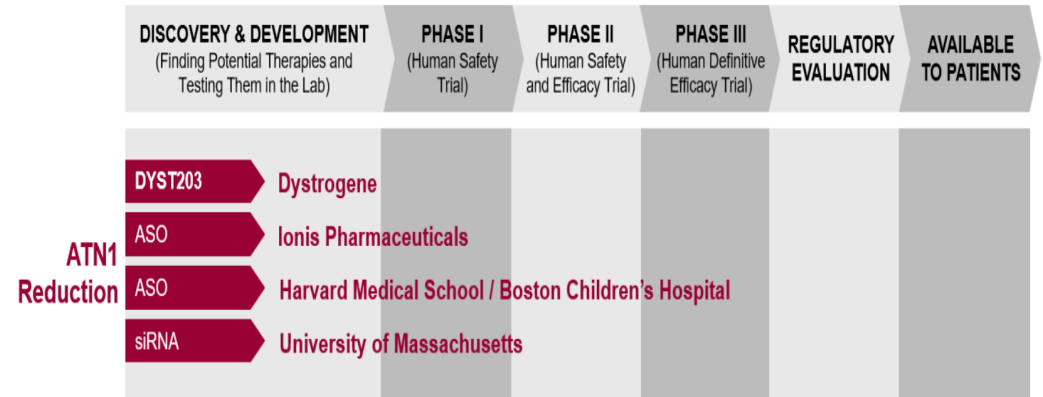 DISCOVERY & DEVELOPMENT
(Finding Potential Therapies and
Testing Them in the Lab)
PHASE I
(Human Safety
Trial)
PHASE II
(Human Safety
and Efficacy Trial)
PHASE III
(Human Definitive
Efficacy Trial)
REGULATORY
EVALUATION
AVAILABLE
TO PATIENTS
ATN1
Reduction
DYST203
Dystrogene
ASO
Ionis Pharmaceuticals
ASO
Harvard Medical School / Boston Children's Hospital
siRNA
University of Massachusetts